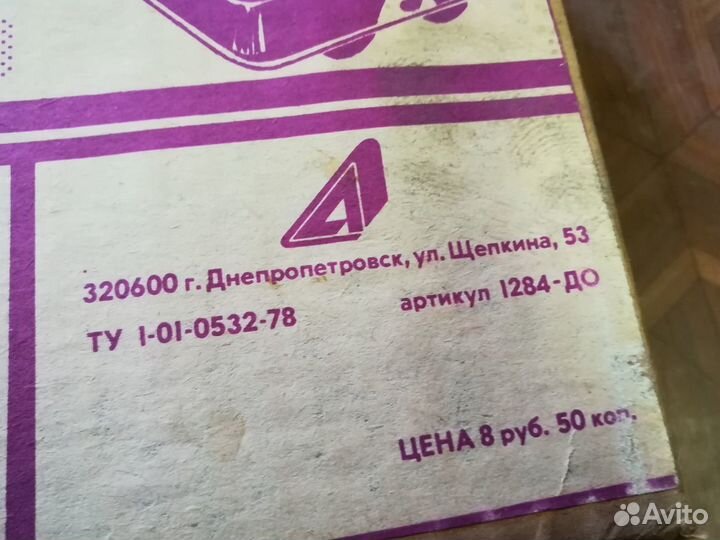 320600 г. Днепропетровск, ул. Щепкина, 53
ТУ 1-01-0532-78 артикул 1284-ДО
ЦЕНА 8 руб. 50 коп.
Avito